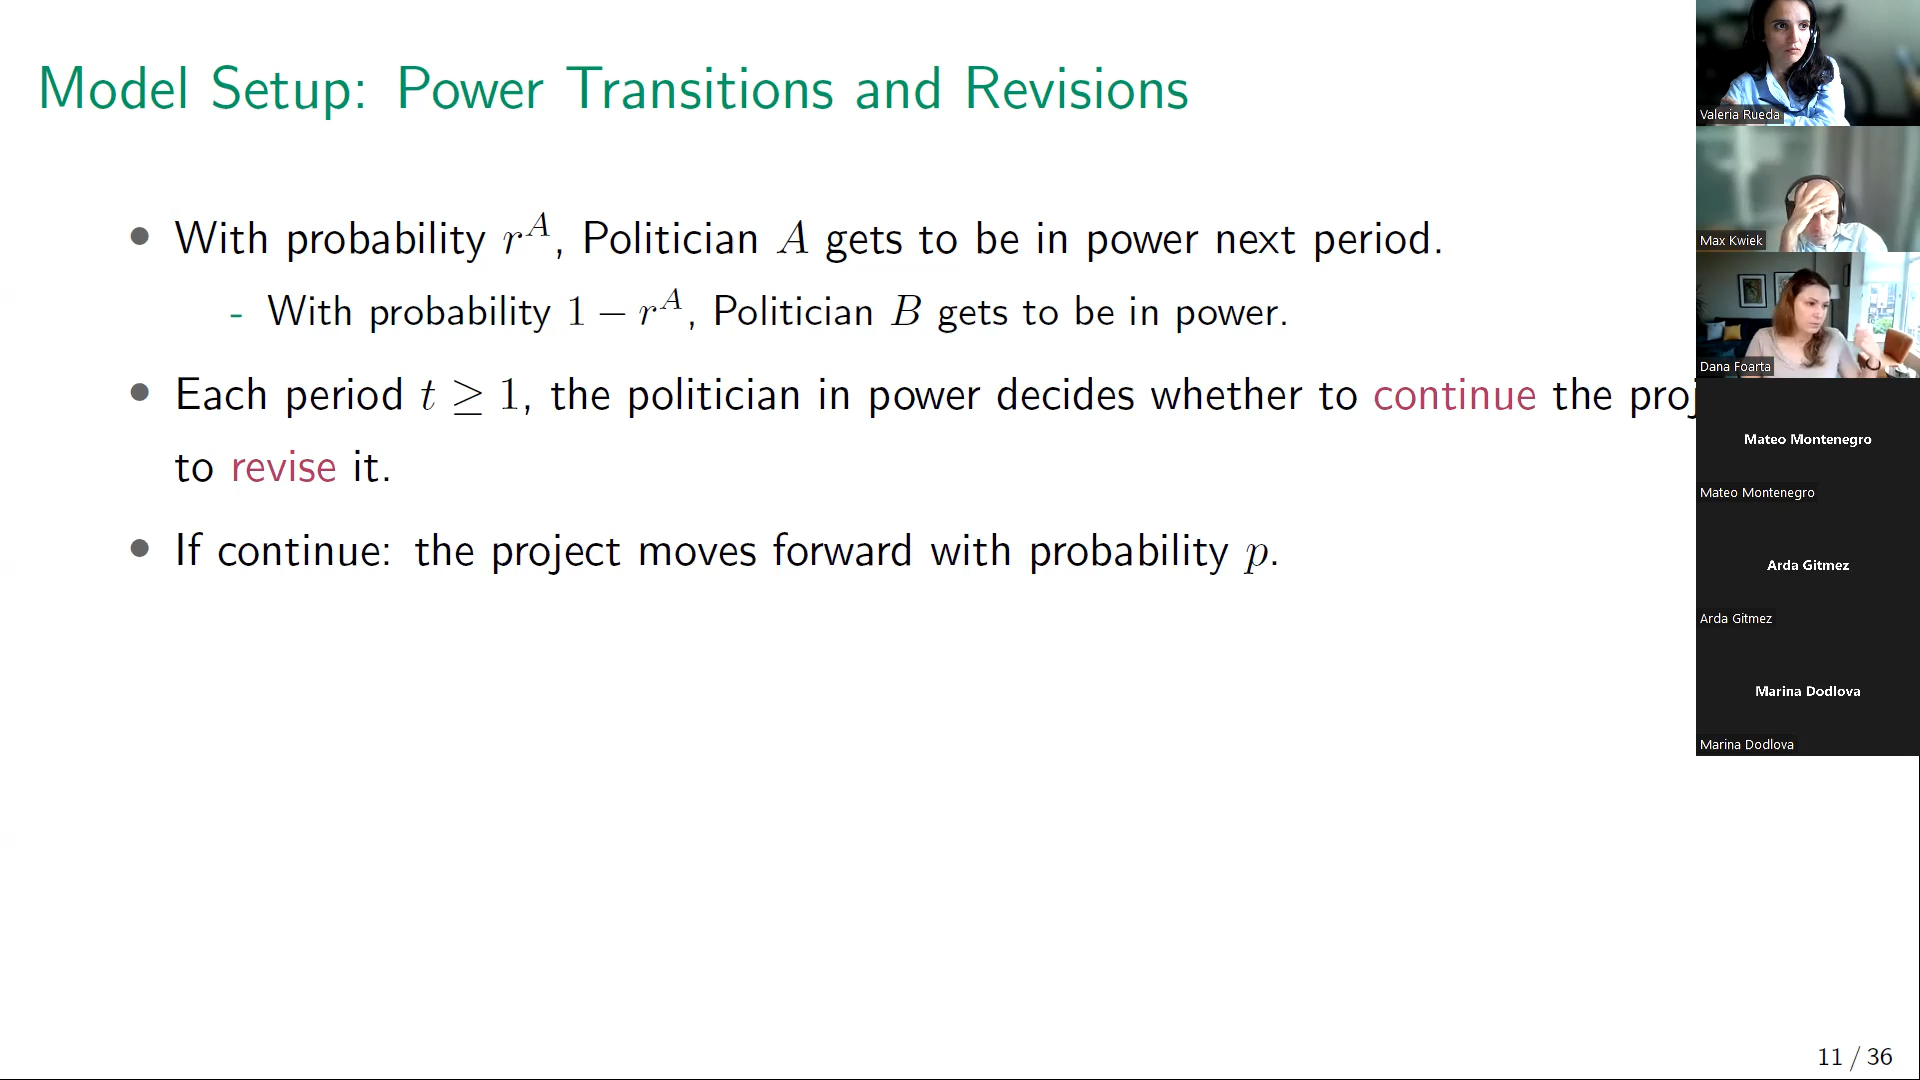 Model Setup: Power Transitions and Revisions
• With probability r^A, Politician A gets to be in power next period.
- With probability 1 − r^A, Politician B gets to be in power.
• Each period t ≥ 1, the politician in power decides whether to continue the proj
to revise it.
• If continue: the project moves forward with probability p.
11 / 36
Valeria Rueda
Max Kwiek
Dana Foarta
Mateo Montenegro
Mateo Montenegro
Arda Gitmez
Arda Gitmez
Marina Dodlova
Marina Dodlova